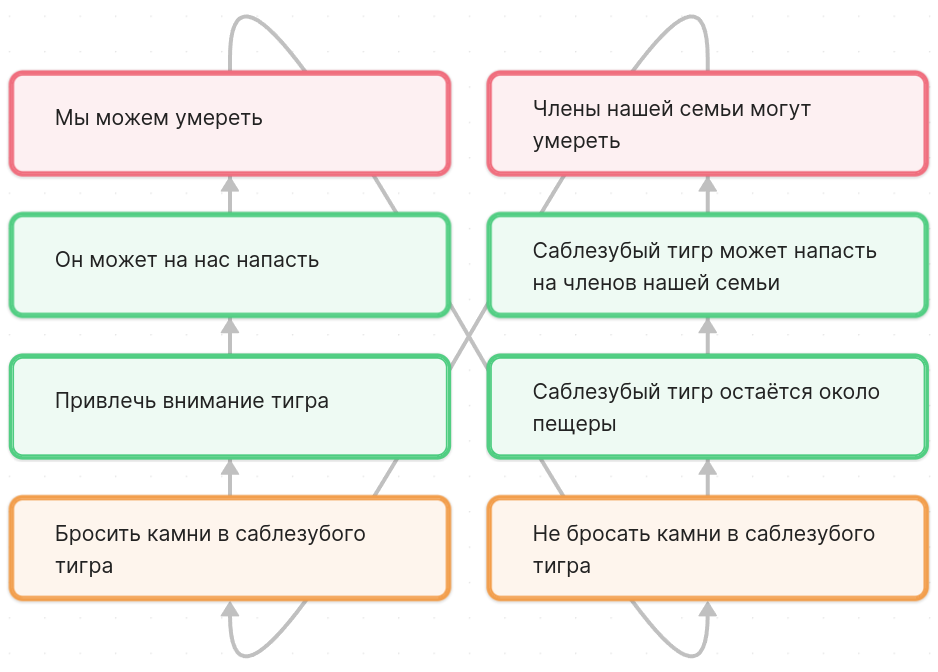 Мы можем умереть
Члены нашей семьи могут
умереть
Он может на нас напасть
Саблезубый тигр может напасть
на членов нашей семьи
Привлечь внимание тигра
Саблезубый тигр остаётся около
пещеры
Бросить камни в саблезубого
тигра
Не бросать камни в саблезубого
тигра